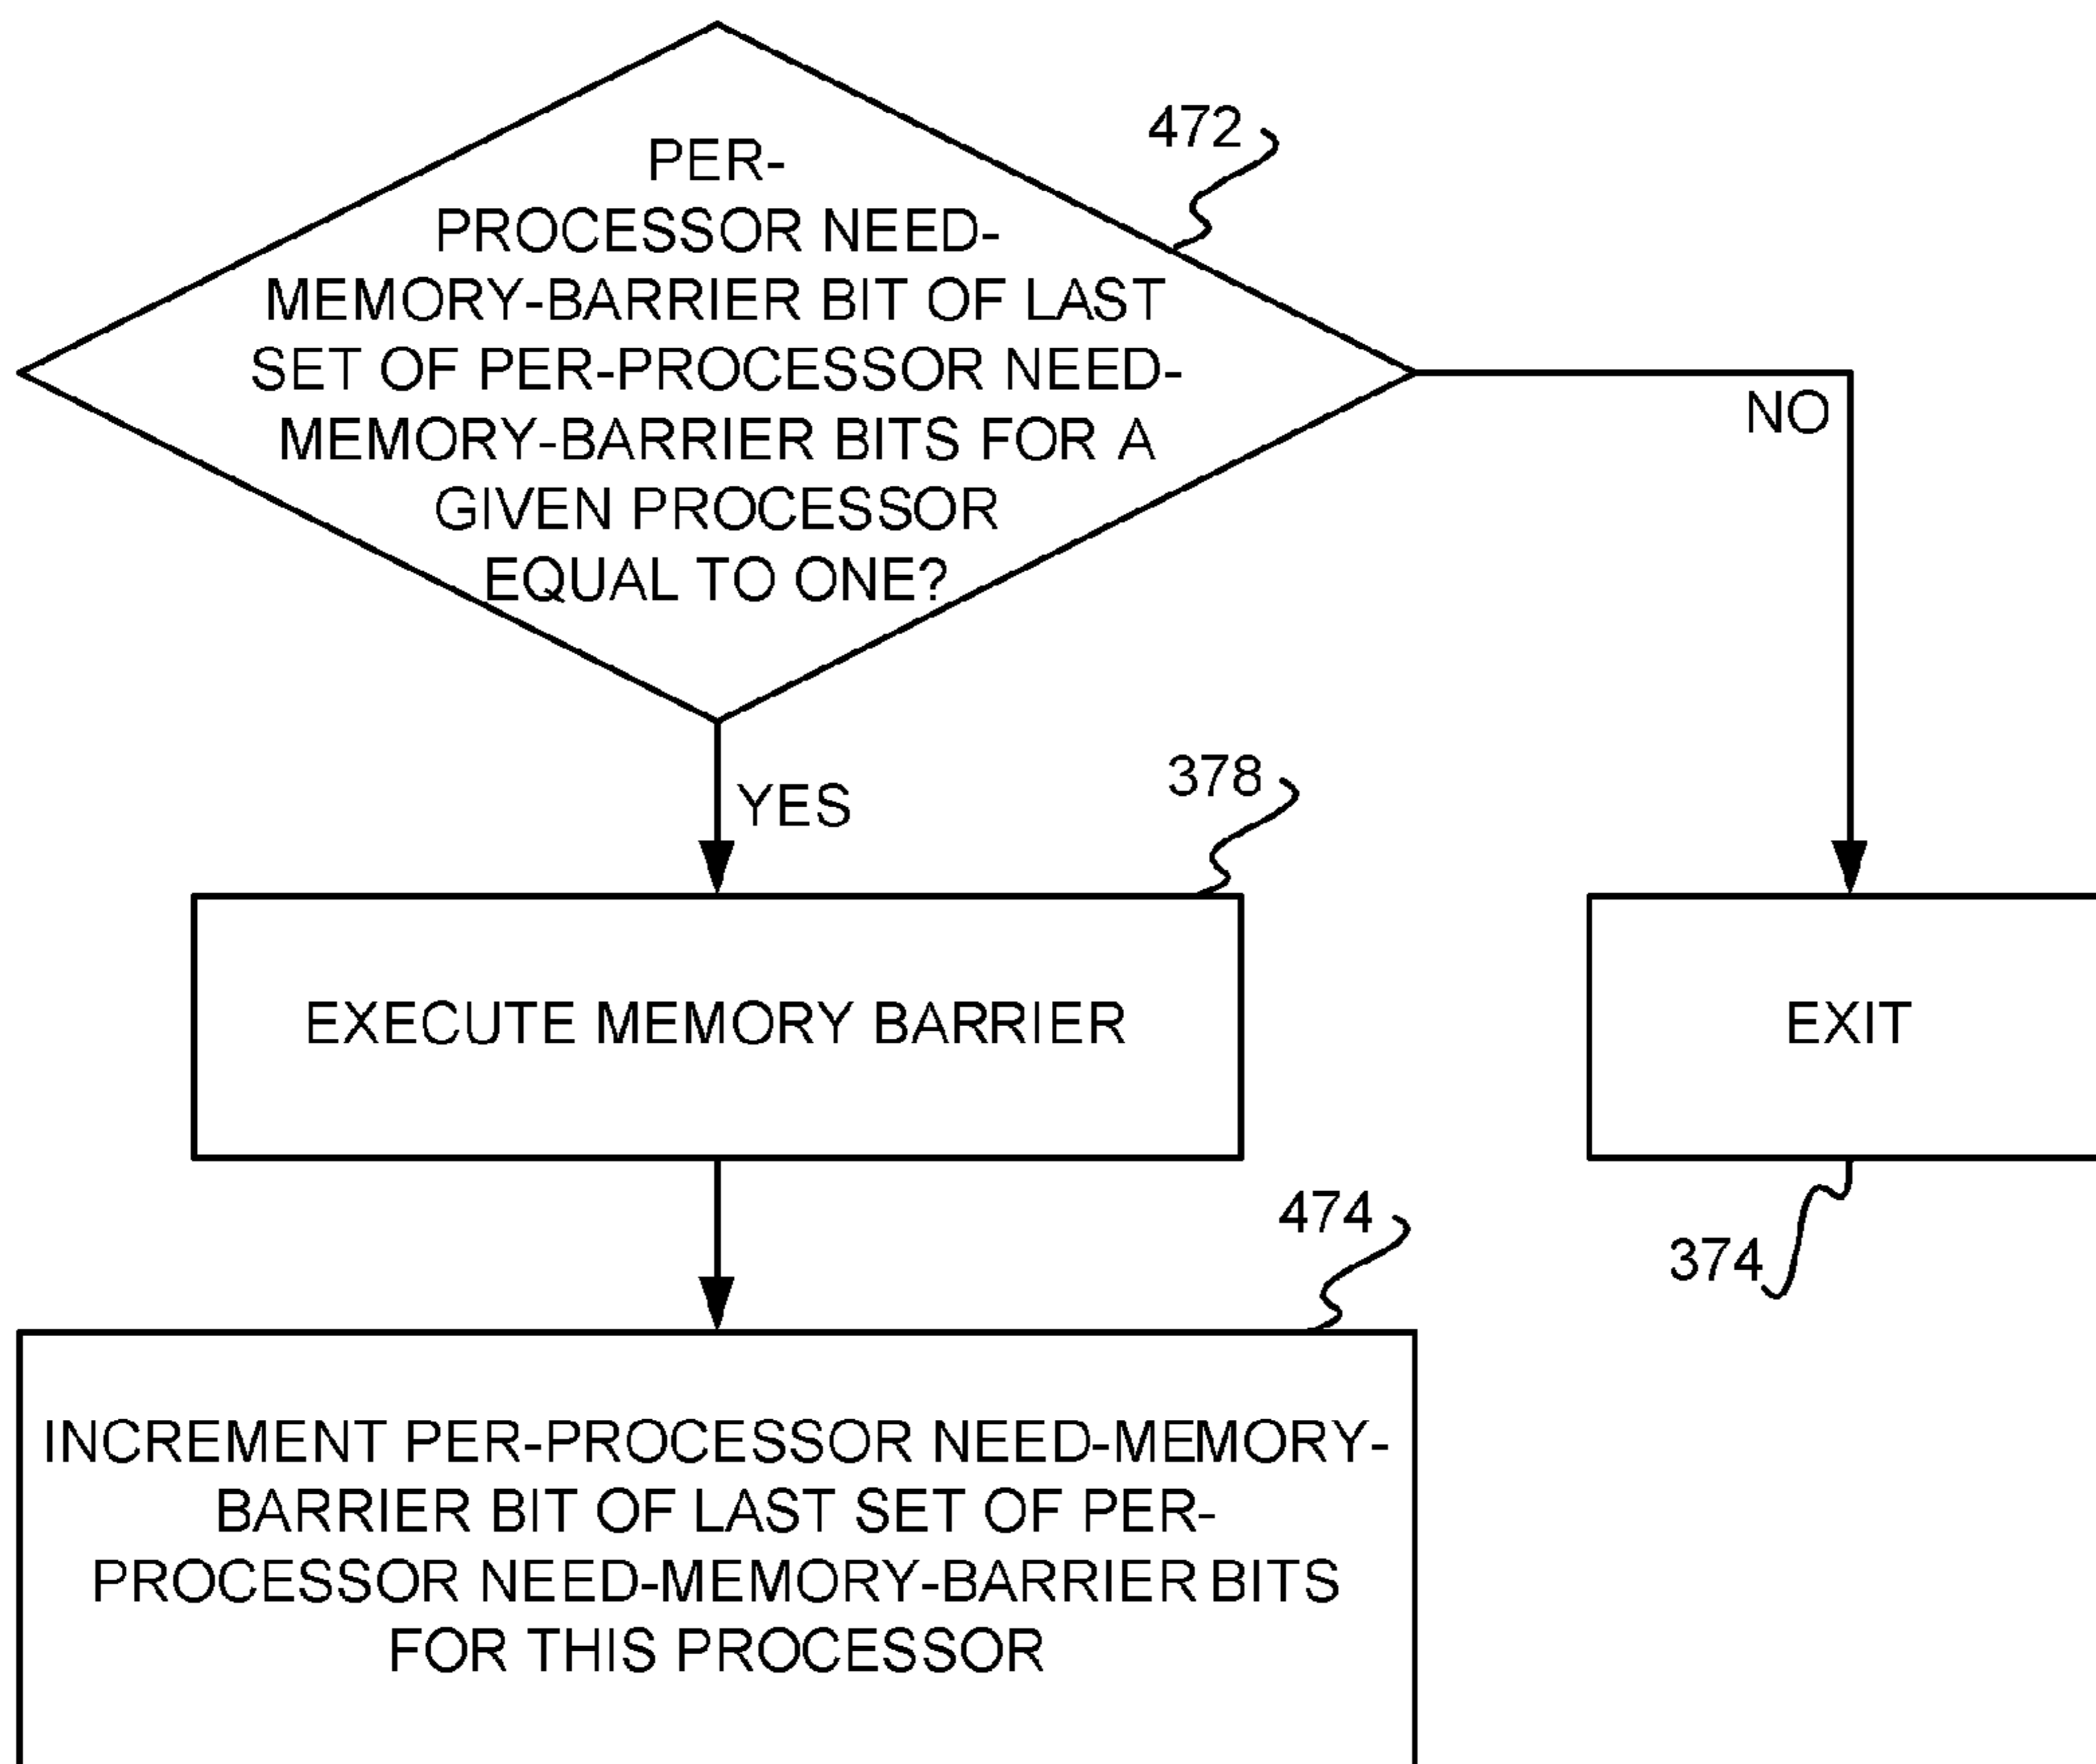 472
PER-
PROCESSOR NEED-
MEMORY-BARRIER BIT OF LAST
SET OF PER-PROCESSOR NEED-
MEMORY-BARRIER BITS FOR A
GIVEN PROCESSOR
EQUAL TO ONE?
NO
YES
378
EXECUTE MEMORY BARRIER
EXIT
474
374
INCREMENT PER-PROCESSOR NEED-MEMORY-
BARRIER BIT OF LAST SET OF PER-
PROCESSOR NEED-MEMORY-BARRIER BITS
FOR THIS PROCESSOR